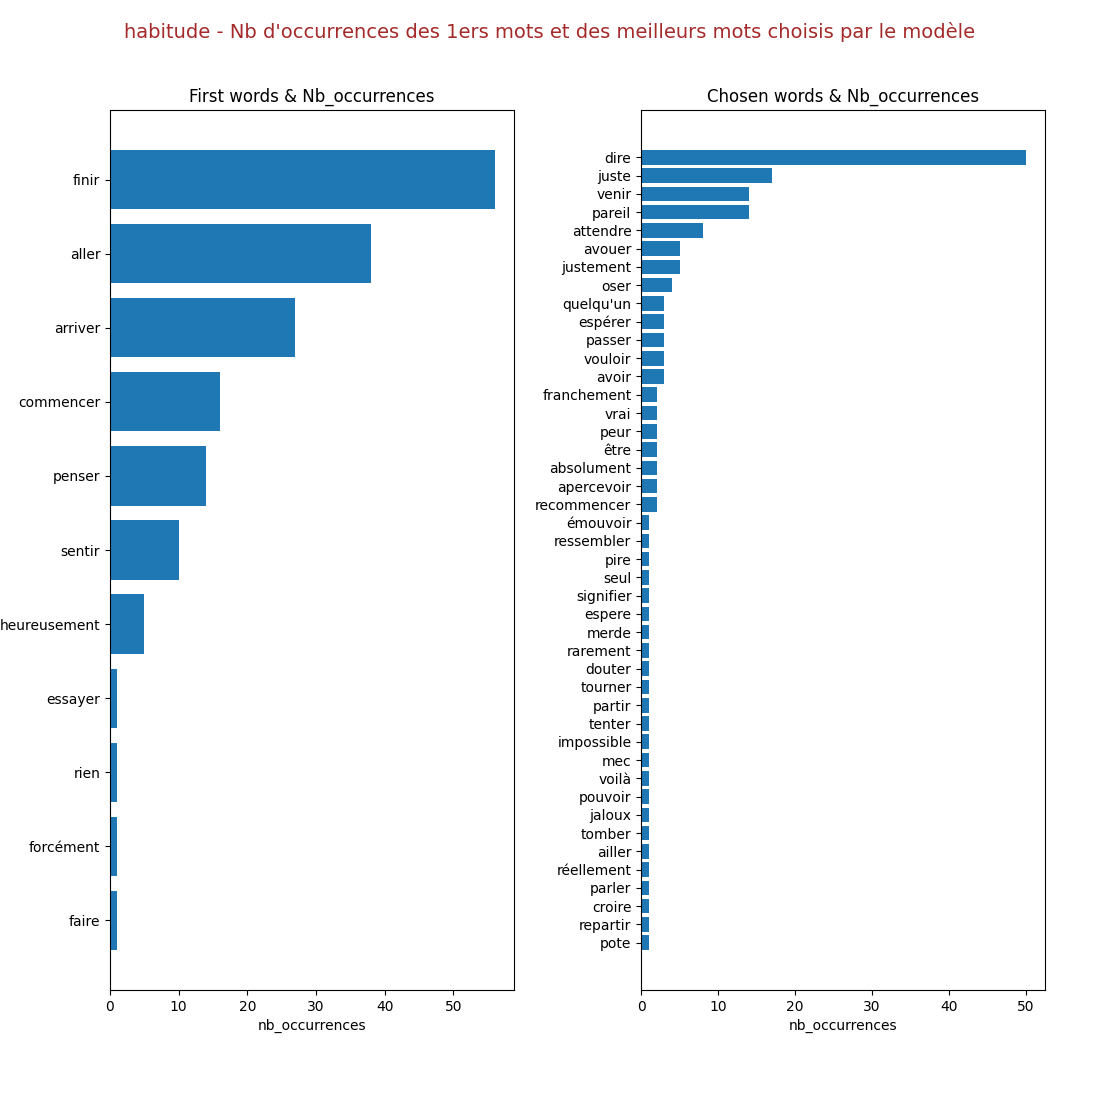 habitude - Nb d'occurrences des 1ers mots et des meilleurs mots choisis par le modèle
First words & Nb_occurrences
finir
aller
arriver
commencer
penser
sentir
heureusement
essayer
rien
forcément
faire
0 10 20 30 40 50
nb_occurrences
Chosen words & Nb_occurrences
dire
juste
venir
pareil
attendre
avouer
justement
oser
quelqu'un
espérer
passer
vouloir
avoir
franchement
vrai
peur
être
absolument
apercevoir
recommencer
émouvoir
ressembler
pire
seul
signifier
espere
merde
rarement
douter
tourner
partir
tenter
impossible
mec
voilà
pouvoir
jaloux
tomber
ailler
réellement
parler
croire
repartir
pote
0 10 20 30 40 50
nb_occurrences